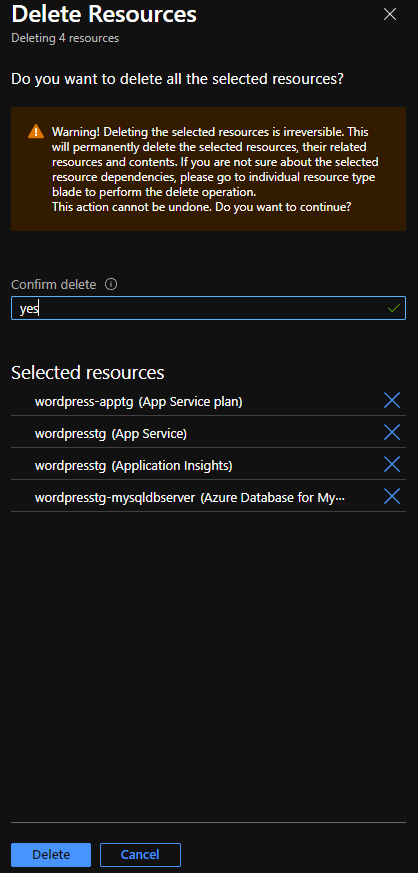 Delete Resources
Deleting 4 resources
Do you want to delete all the selected resources?
Warning! Deleting the selected resources is irreversible. This
will permanently delete the selected resources, their related
resources and contents. If you are not sure about the selected
resource dependencies, please go to individual resource type
blade to perform the delete operation.
This action cannot be undone. Do you want to continue?
Confirm delete
yes
Selected resources
wordpress-apptg (App Service plan)
wordpresstg (App Service)
wordpresstg (Application Insights)
wordpresstg-mysqldbserver (Azure Database for My···
Delete Cancel